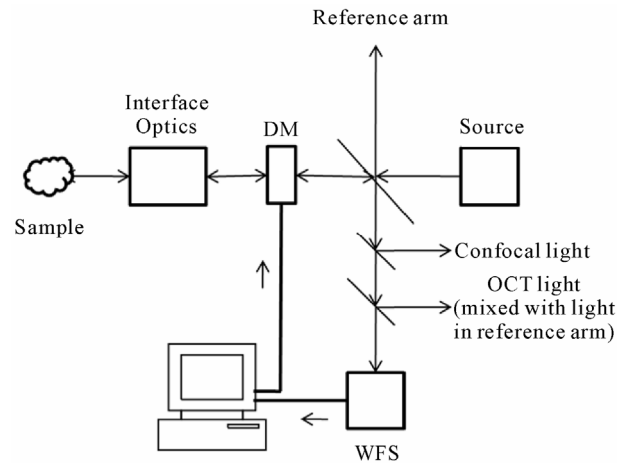 Reference arm
Interface
Optics
DM
Source
Sample
Confocal light
OCT light
(mixed with light
in reference arm)
WFS